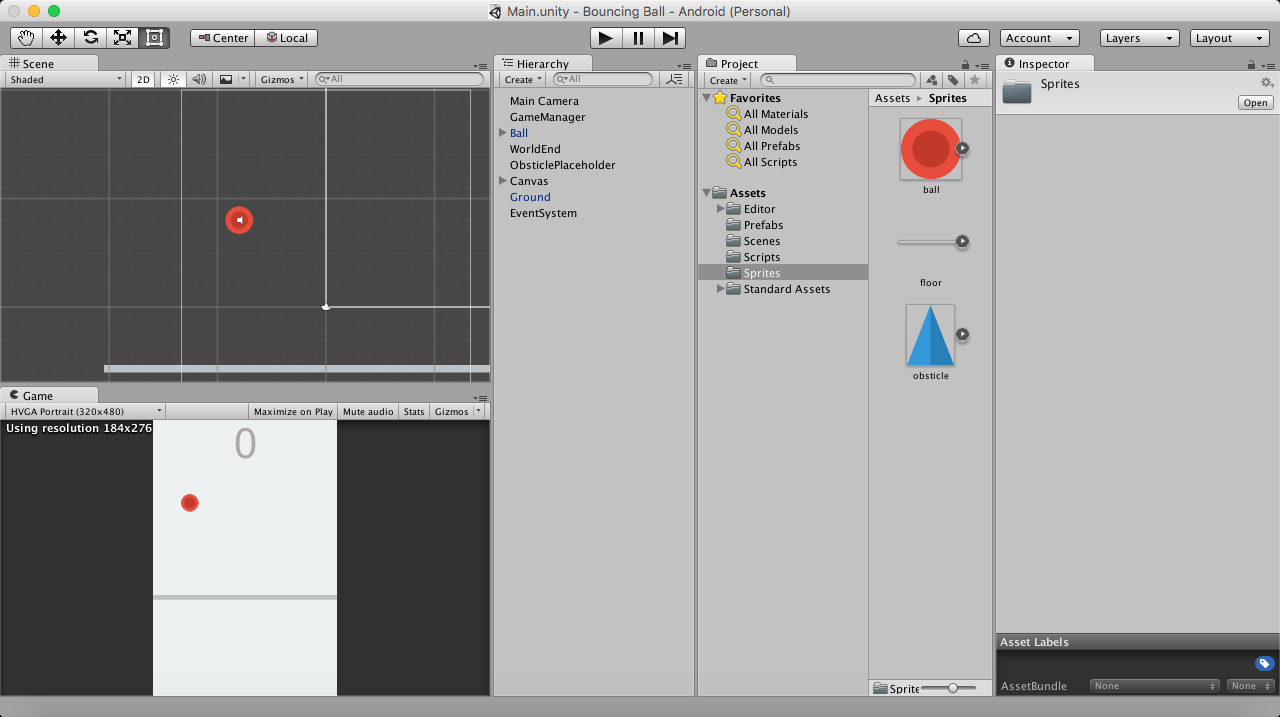 Main.unity - Bouncing Ball - Android (Personal)
Center
Local
Account
Layers
Layout
Scene
Shaded
2D
Gizmos
All
Game
HVGA Portrait (320x480)
Maximize on Play
Mute audio
Stats
Gizmos
Using resolution 184x276
0
Hierarchy
Create
All
Main Camera
GameManager
Ball
WorldEnd
ObsticlePlaceholder
Canvas
Ground
EventSystem
Project
Create
Favorites
All Materials
All Models
All Prefabs
All Scripts
Assets
Editor
Prefabs
Scenes
Scripts
Sprites
Standard Assets
Assets ▸ Sprites
ball
floor
obsticle
Sprite
Inspector
Sprites
Open
Asset Labels
AssetBundle
None
None